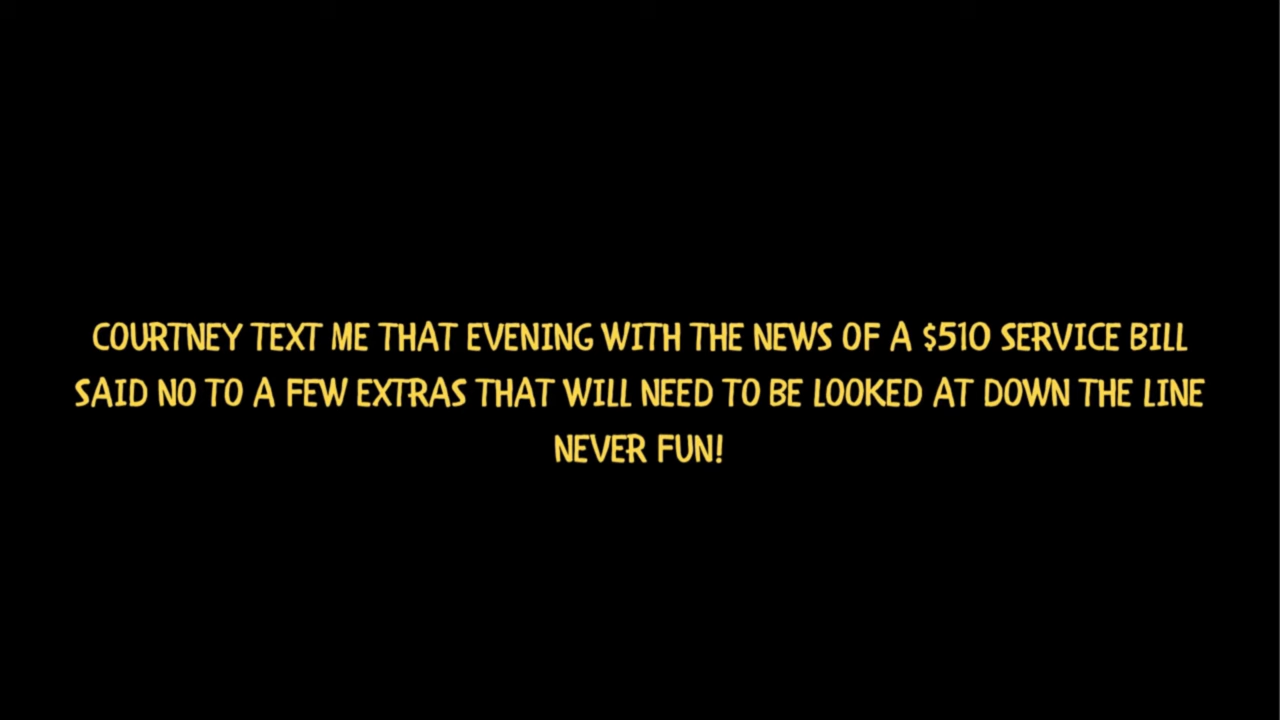 COURTNEY TEXT ME THAT EVENING WITH THE NEWS OF A $510 SERVICE BILL
SAID NO TO A FEW EXTRAS THAT WILL NEED TO BE LOOKED AT DOWN THE LINE
NEVER FUN!